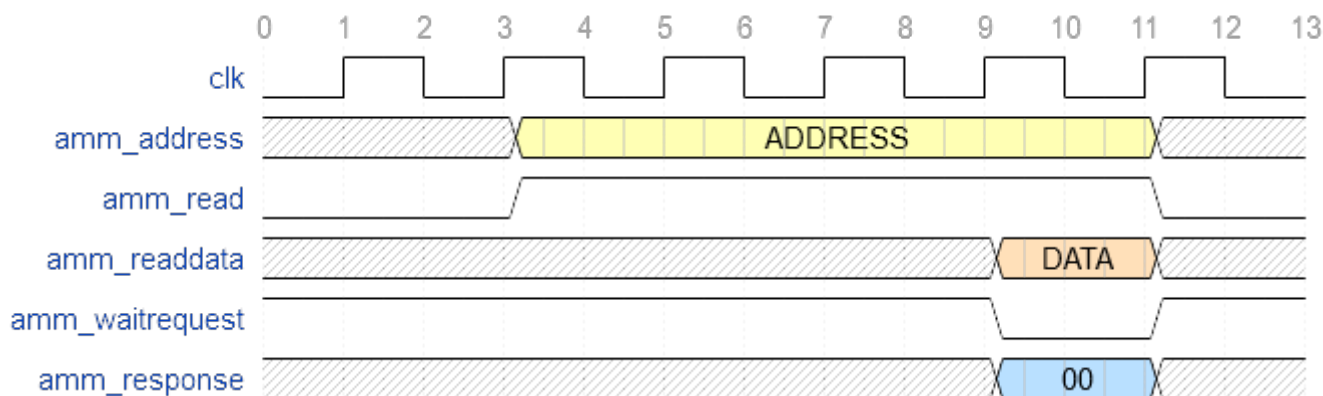 0 1 2 3 4 5 6 7 8 9 10 11 12 13
clk
amm_address ADDRESS
amm_read
amm_readdata DATA
amm_waitrequest
amm_response 00